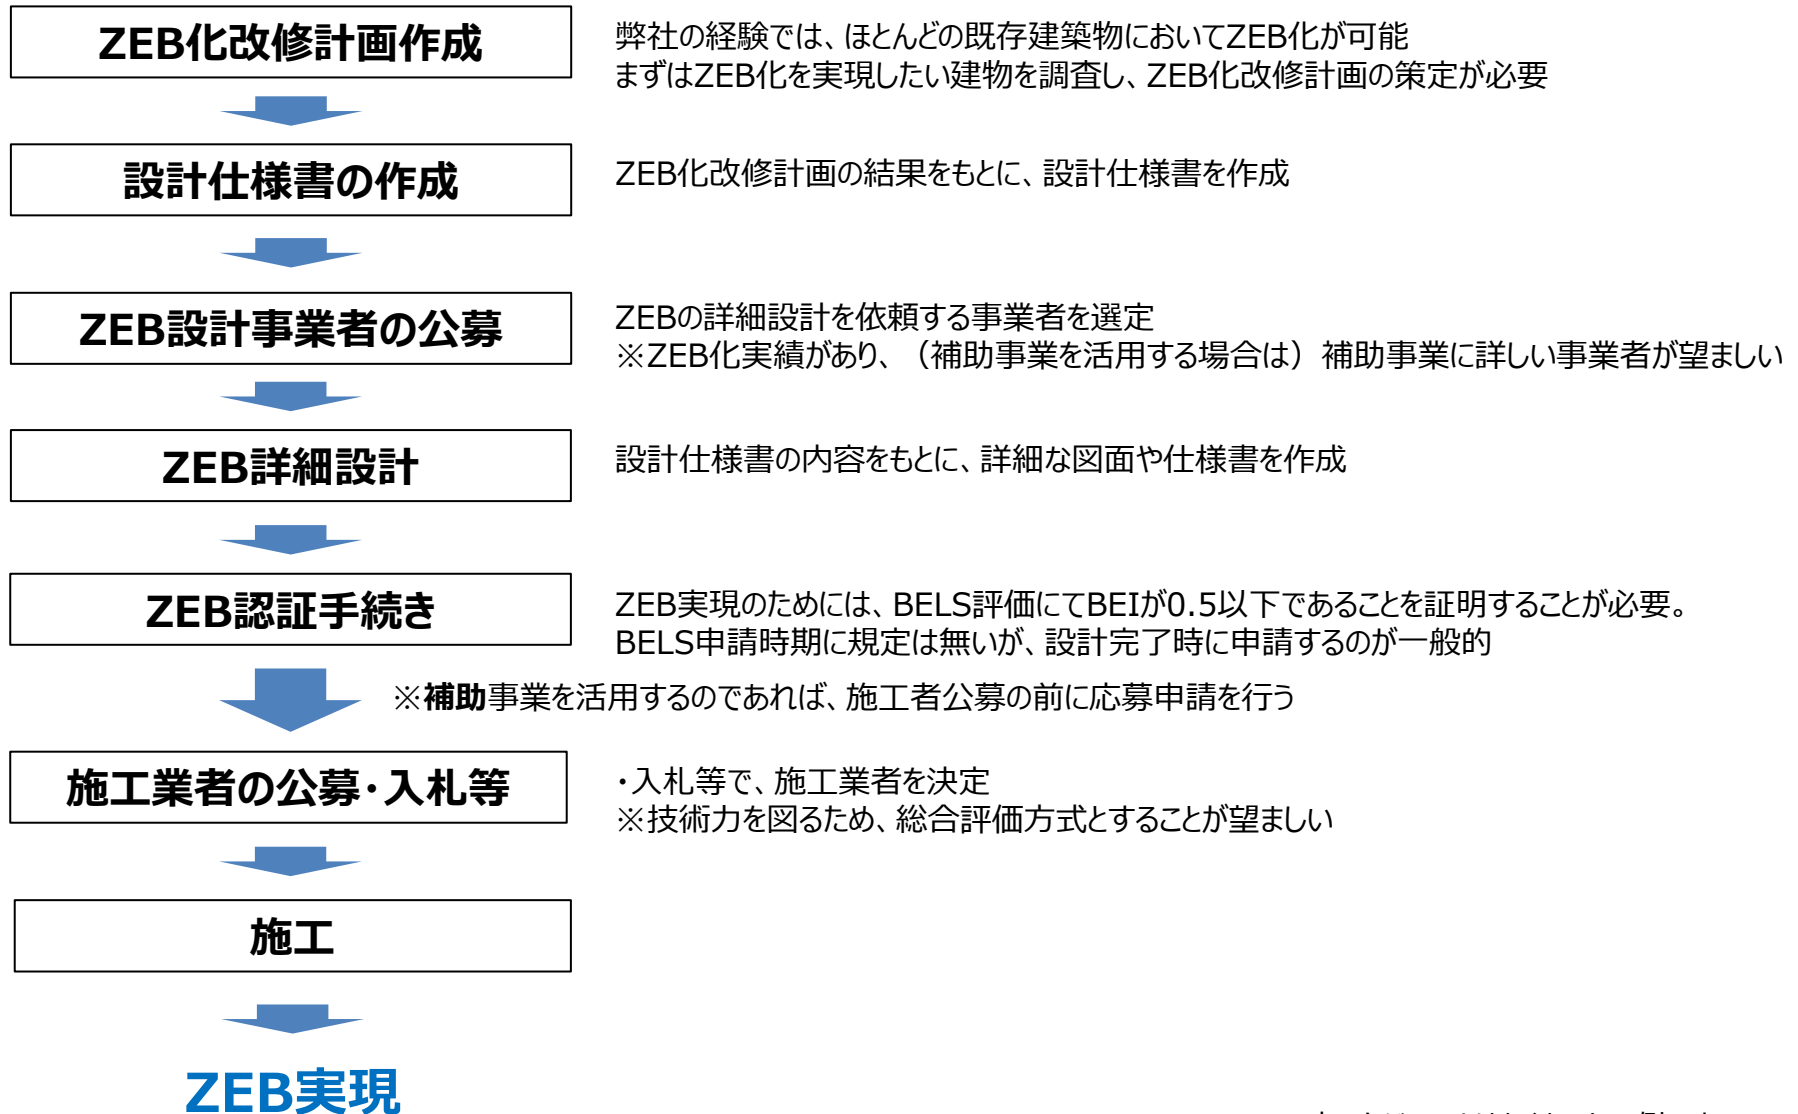 ZEB化改修計画作成
弊社の経験では、ほとんどの既存建築物においてZEB化が可能
まずはZEB化を実現したい建物を調査し、ZEB化改修計画の策定が必要
設計仕様書の作成
ZEB化改修計画の結果をもとに、設計仕様書を作成
ZEB設計事業者の公募
ZEBの詳細設計を依頼する事業者を選定
※ZEB化実績があり、（補助事業を活用する場合は）補助事業に詳しい事業者が望ましい
ZEB詳細設計
設計仕様書の内容をもとに、詳細な図面や仕様書を作成
ZEB認証手続き
ZEB実現のためには、BELS評価にてBEIが0.5以下であることを証明することが必要。
BELS申請時期に規定は無いが、設計完了時に申請するのが一般的
※補助事業を活用するのであれば、施工者公募の前に応募申請を行う
施工業者の公募・入札等
・入札等で、施工業者を決定
※技術力を図るため、総合評価方式とすることが望ましい
施工
ZEB実現